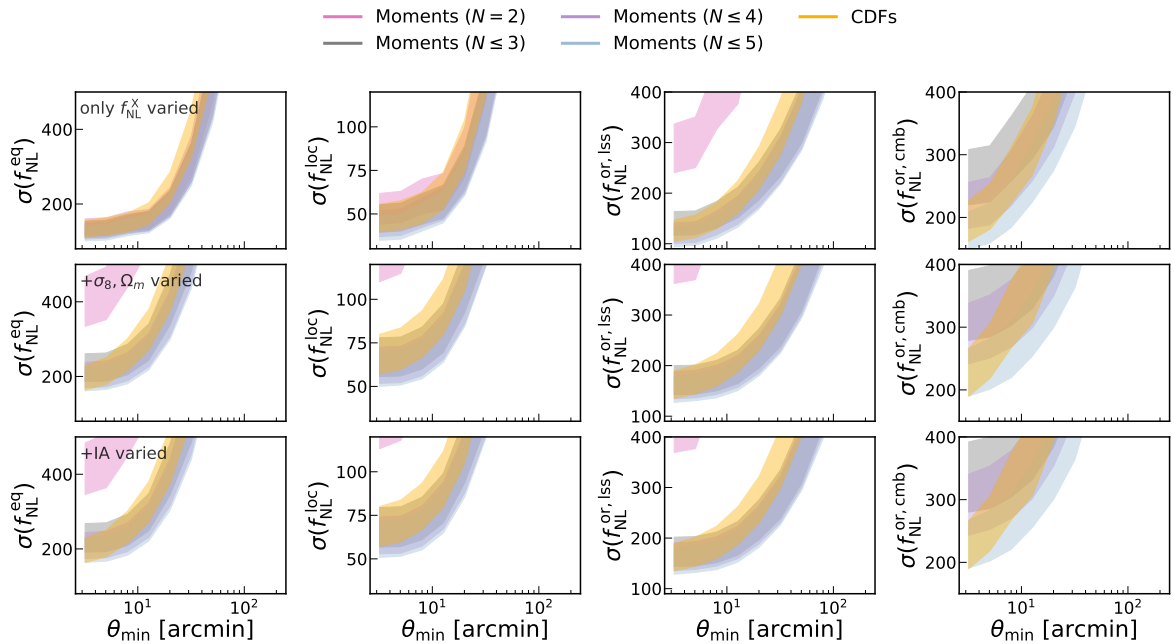 Moments (N = 2)
Moments (N ≤ 4)
CDFs
Moments (N ≤ 3)
Moments (N ≤ 5)
only f_NL^X varied
σ(f_NL^eq)
400
200
σ(f_NL^loc)
100
75
50
σ(f_NL^or, lss)
400
300
200
100
σ(f_NL^or, cmb)
400
300
200
+σ_8, Ω_m varied
σ(f_NL^eq)
400
200
σ(f_NL^loc)
100
75
50
σ(f_NL^or, lss)
400
300
200
100
σ(f_NL^or, cmb)
400
300
200
+IA varied
σ(f_NL^eq)
400
200
σ(f_NL^loc)
100
75
50
σ(f_NL^or, lss)
400
300
200
100
σ(f_NL^or, cmb)
400
300
200
10^1 10^2
10^1 10^2
10^1 10^2
10^1 10^2
θ_min [arcmin]
θ_min [arcmin]
θ_min [arcmin]
θ_min [arcmin]